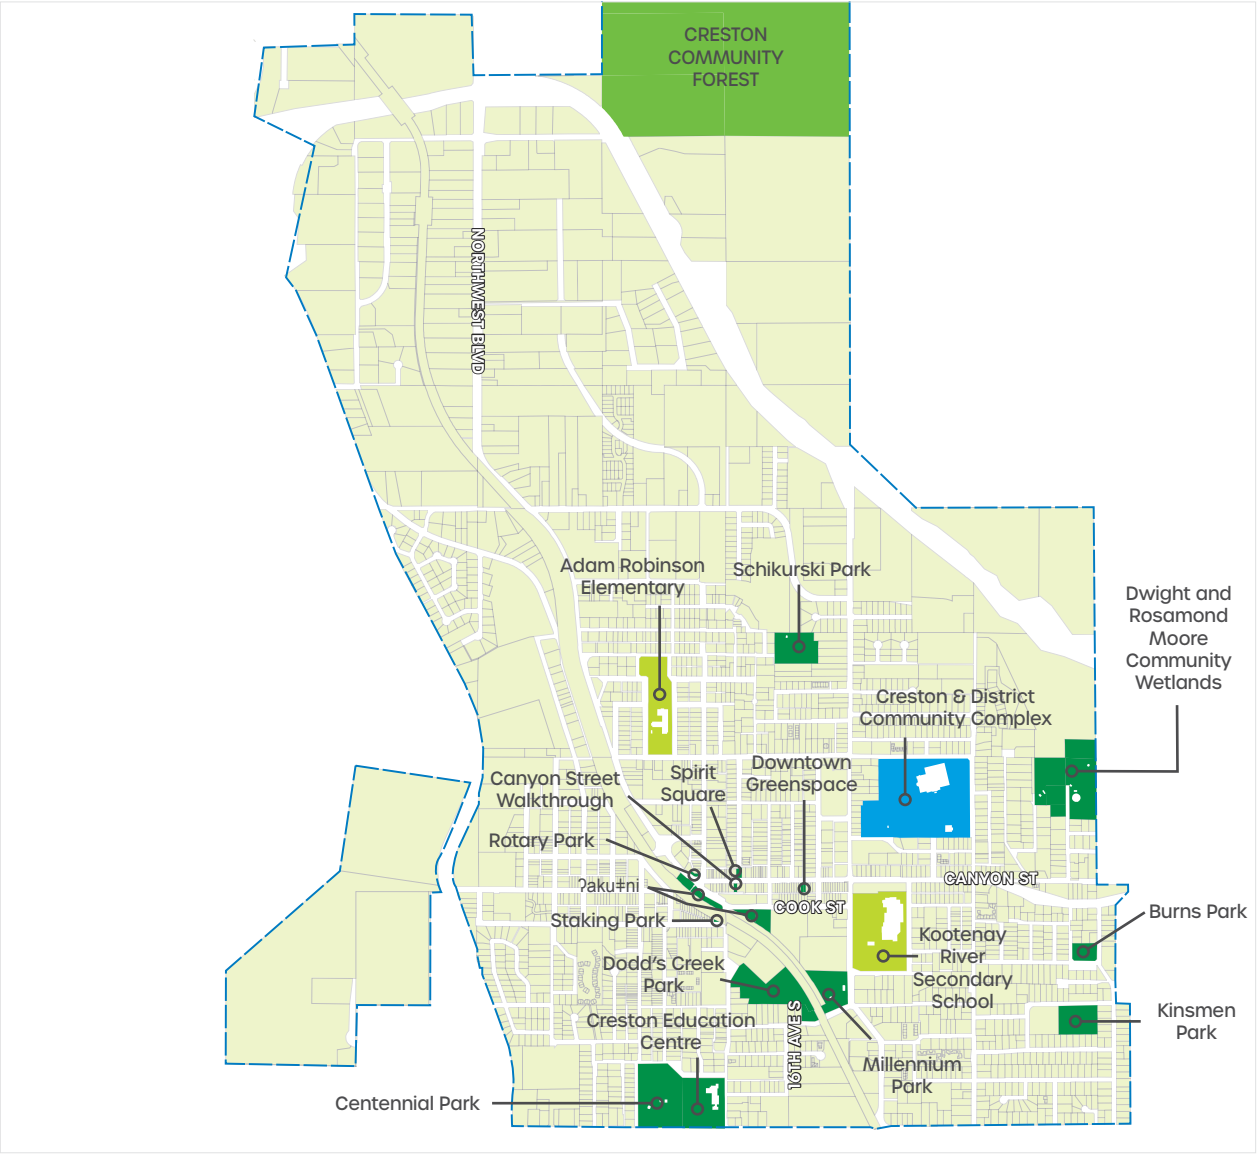 CRESTON
COMMUNITY
FOREST
NORTHWEST BLVD
Adam Robinson
Elementary
Schikurski Park
Dwight and
Rosamond
Moore
Community
Wetlands
Creston & District
Community Complex
Canyon Street
Walkthrough
Spirit
Square
Downtown
Greenspace
Rotary Park
ʔakuǂni
Staking Park
CANYON ST
COOK ST
Burns Park
Kootenay
River
Secondary
School
Dodd's Creek
Park
16TH AVE S
Creston Education
Centre
Kinsmen
Park
Millennium
Park
Centennial Park